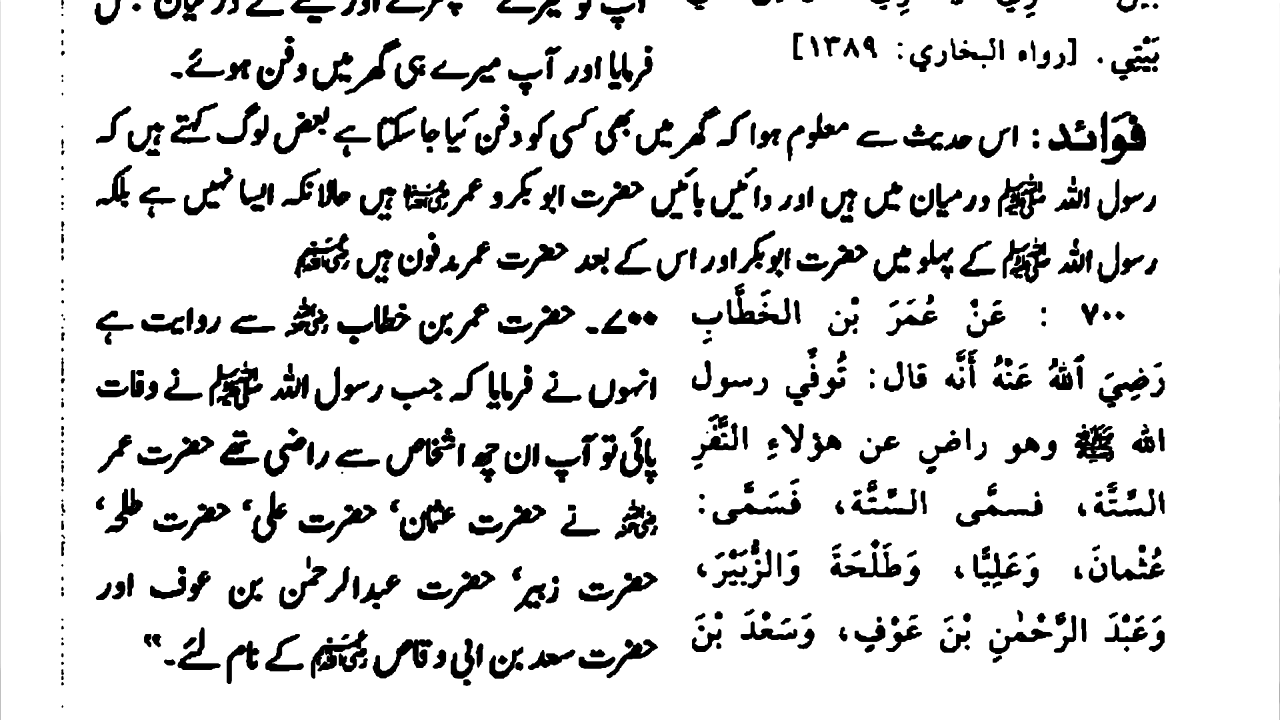 بَيْتِي. [رواه البخاري: ١٣٨٩]
فرمایا اور آپ میرے ہی گھر میں دفن ہوئے۔
فَوَائد: اس حدیث سے معلوم ہوا کہ گھر میں بھی کسی کو دفن کیا جا سکتا ہے بعض لوگ کہتے ہیں کہ
رسول اللہ ﷺ درمیان میں ہیں اور دائیں بائیں حضرت ابو بکر و عمر رضی اللہ عنہما ہیں حالانکہ ایسا نہیں ہے بلکہ
رسول اللہ ﷺ کے پہلو میں حضرت ابوبکر اور اس کے بعد حضرت عمر مدفون ہیں رضی اللہ عنہم
٧٠٠ : عَنْ عُمَرَ بْنِ الخَطَّابِ
رَضِيَ ٱللهُ عَنْهُ أَنَّه قال: تُوفِّي رسول
الله ﷺ وهو راضٍ عن هؤلاءِ النَّفَرِ
السَّتَّة، فسمَّى السَّتَّة، فَسَمَّى:
عُثْمانَ، وَعَلِيًّا، وَطَلْحَةَ وَالزُّبَيْرَ،
وَعَبْدَ الرَّحْمٰنِ بْنَ عَوْفٍ، وَسَعْدَ بْنَ
۷۰۰۔ حضرت عمر بن خطاب رضی اللہ عنہ سے روایت ہے
انہوں نے فرمایا کہ جب رسول اللہ ﷺ نے وفات
پائی تو آپ ان چھ اشخاص سے راضی تھے حضرت عمر
رضی اللہ عنہ نے حضرت عثمان‘ حضرت علی‘ حضرت طلحہ‘
حضرت زبیر‘ حضرت عبدالرحمٰن بن عوف اور
حضرت سعد بن ابی وقاص رضی اللہ عنہم کے نام لئے۔“